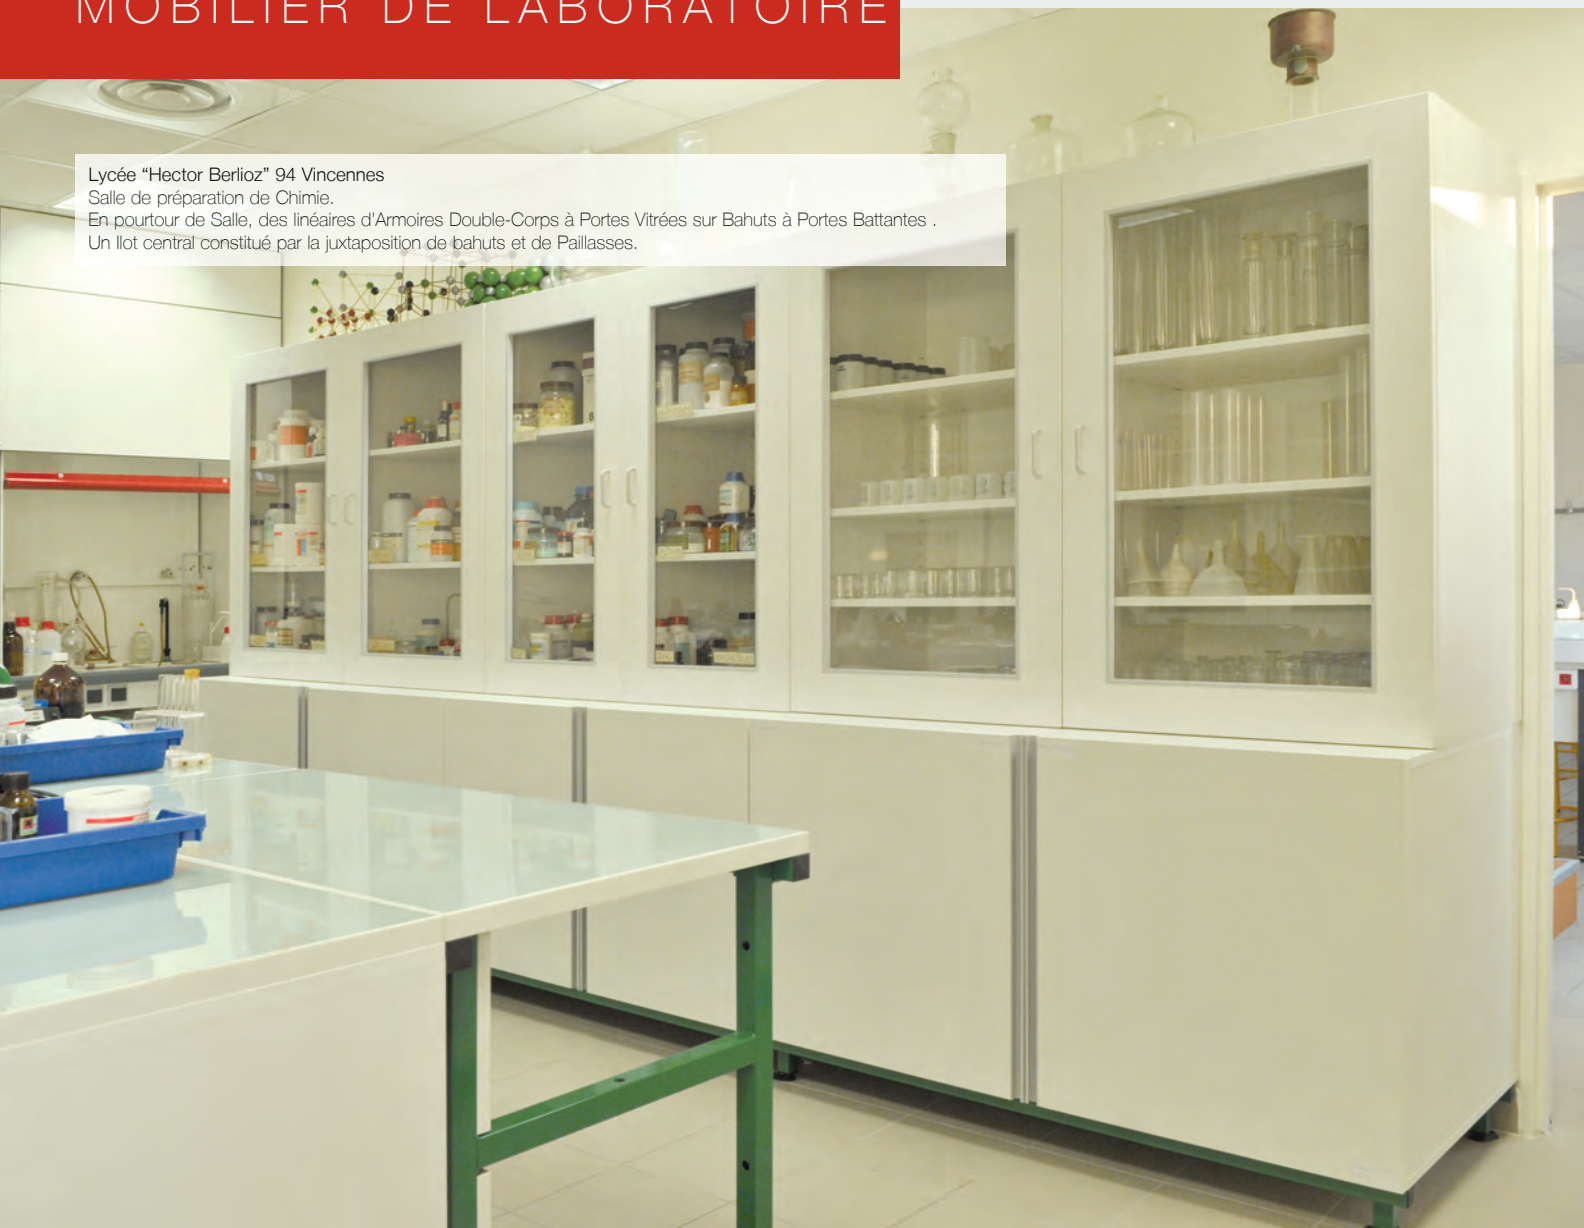 MOBILIER DE LABORATOIRE
Lycée “Hector Berlioz” 94 Vincennes
Salle de préparation de Chimie.
En pourtour de Salle, des linéaires d’Armoires Double-Corps à Portes Vitrées sur Bahuts à Portes Battantes .
Un Ilot central constitué par la juxtaposition de bahuts et de Paillasses.